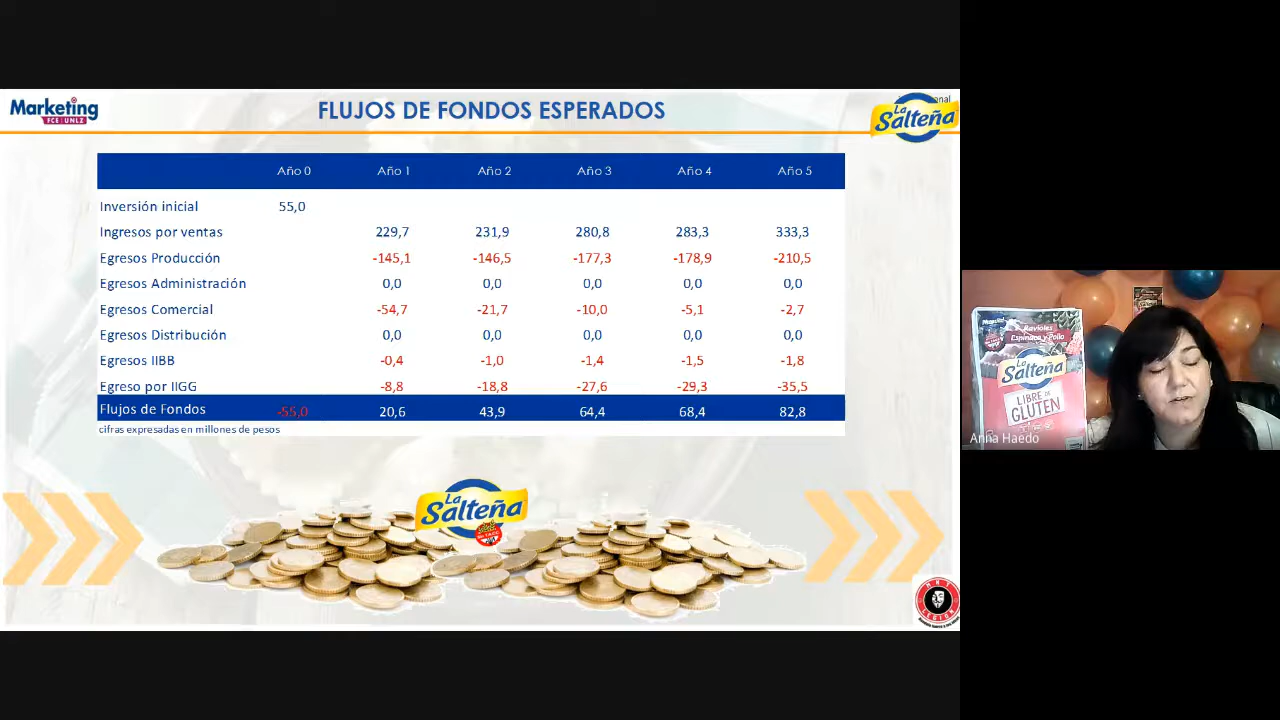 Marketing
FCE | UNLZ
FLUJOS DE FONDOS ESPERADOS
La
Salteña
Año 0 Año 1 Año 2 Año 3 Año 4 Año 5
Inversión inicial 55,0
Ingresos por ventas 229,7 231,9 280,8 283,3 333,3
Egresos Producción -145,1 -146,5 -177,3 -178,9 -210,5
Egresos Administración 0,0 0,0 0,0 0,0 0,0
Egresos Comercial -54,7 -21,7 -10,0 -5,1 -2,7
Egresos Distribución 0,0 0,0 0,0 0,0 0,0
Egresos IIBB -0,4 -1,0 -1,4 -1,5 -1,8
Egreso por IIGG -8,8 -18,8 -27,6 -29,3 -35,5
Flujos de Fondos -55,0 20,6 43,9 64,4 68,4 82,8
cifras expresadas en millones de pesos
La
Salteña
Ravioles
Espinaca y Pollo
La
Salteña
LIBRE DE
GLUTEN
Anna Haedo